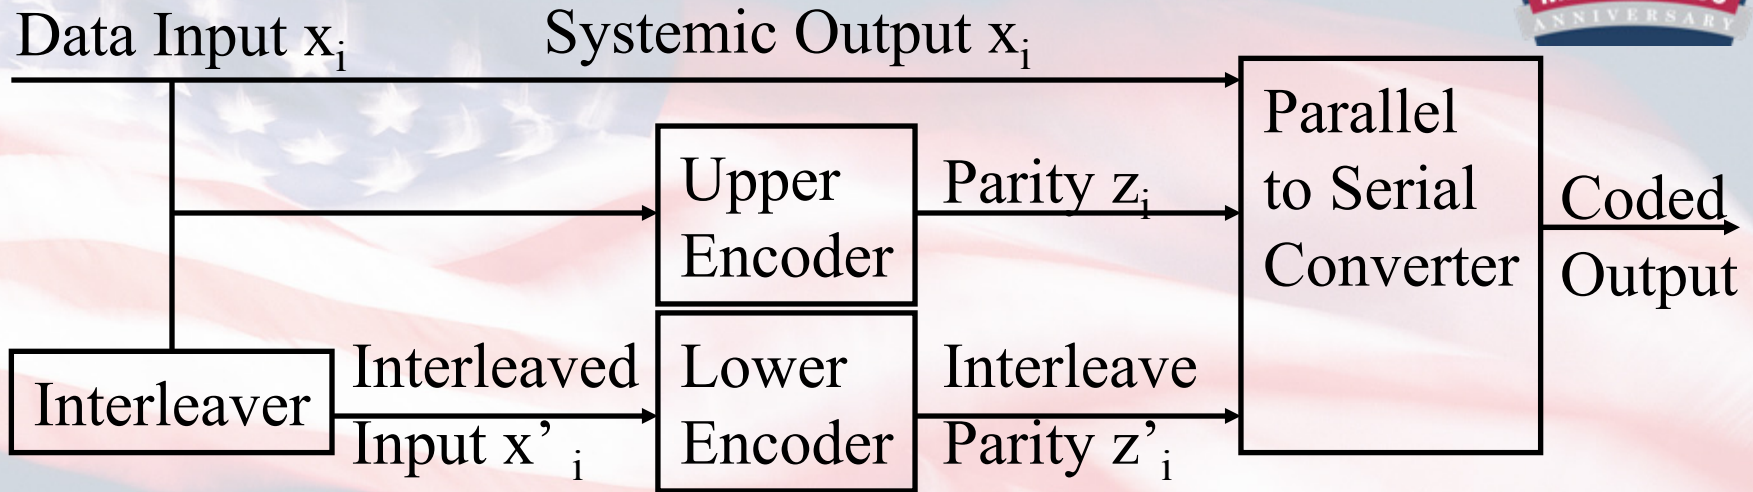 Data Input xᵢ
Systemic Output xᵢ
ANNIVERSARY
Upper
Encoder
Parity zᵢ
Parallel
to Serial
Converter
Coded
Output
Interleaver
Interleaved
Input x’ ᵢ
Lower
Encoder
Interleave
Parity z’ᵢ